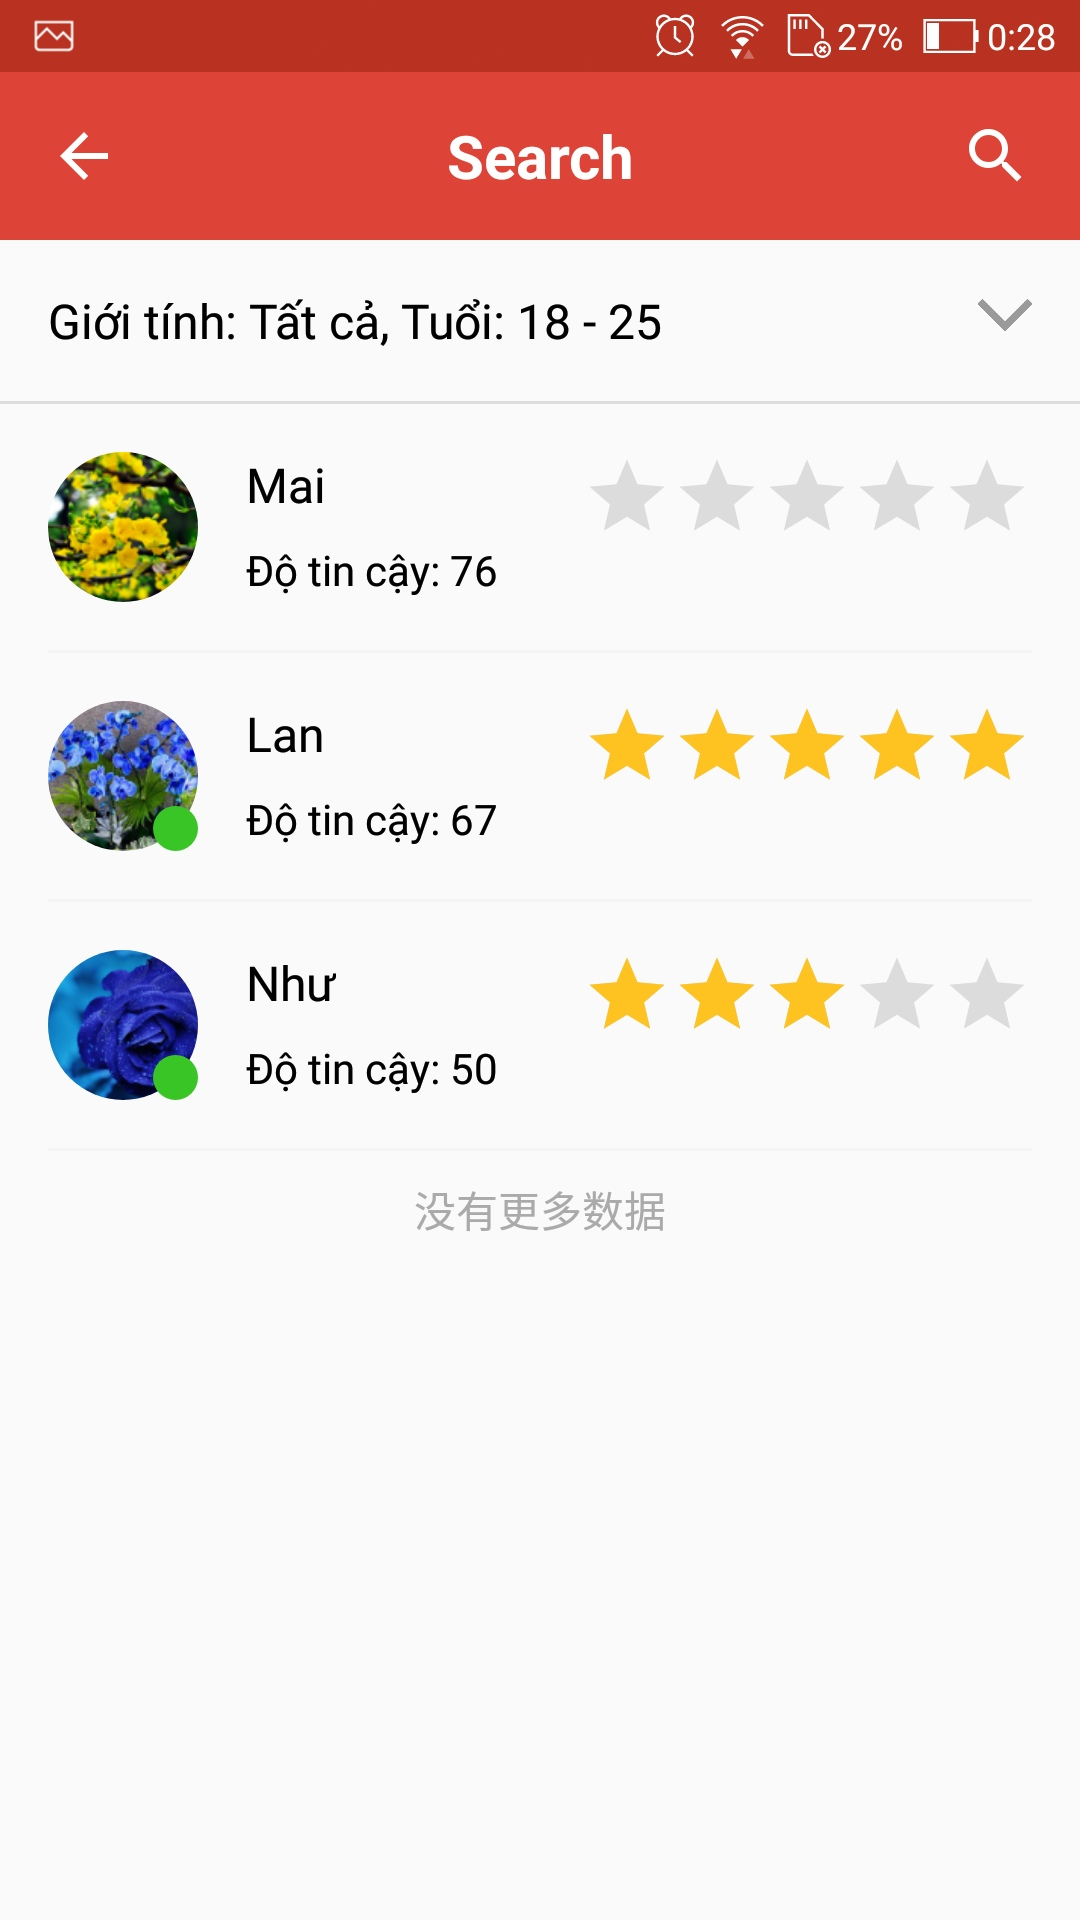 27% 0:28
Search
Giới tính: Tất cả, Tuổi: 18 - 25
Mai
Độ tin cậy: 76
Lan
Độ tin cậy: 67
Như
Độ tin cậy: 50
没有更多数据